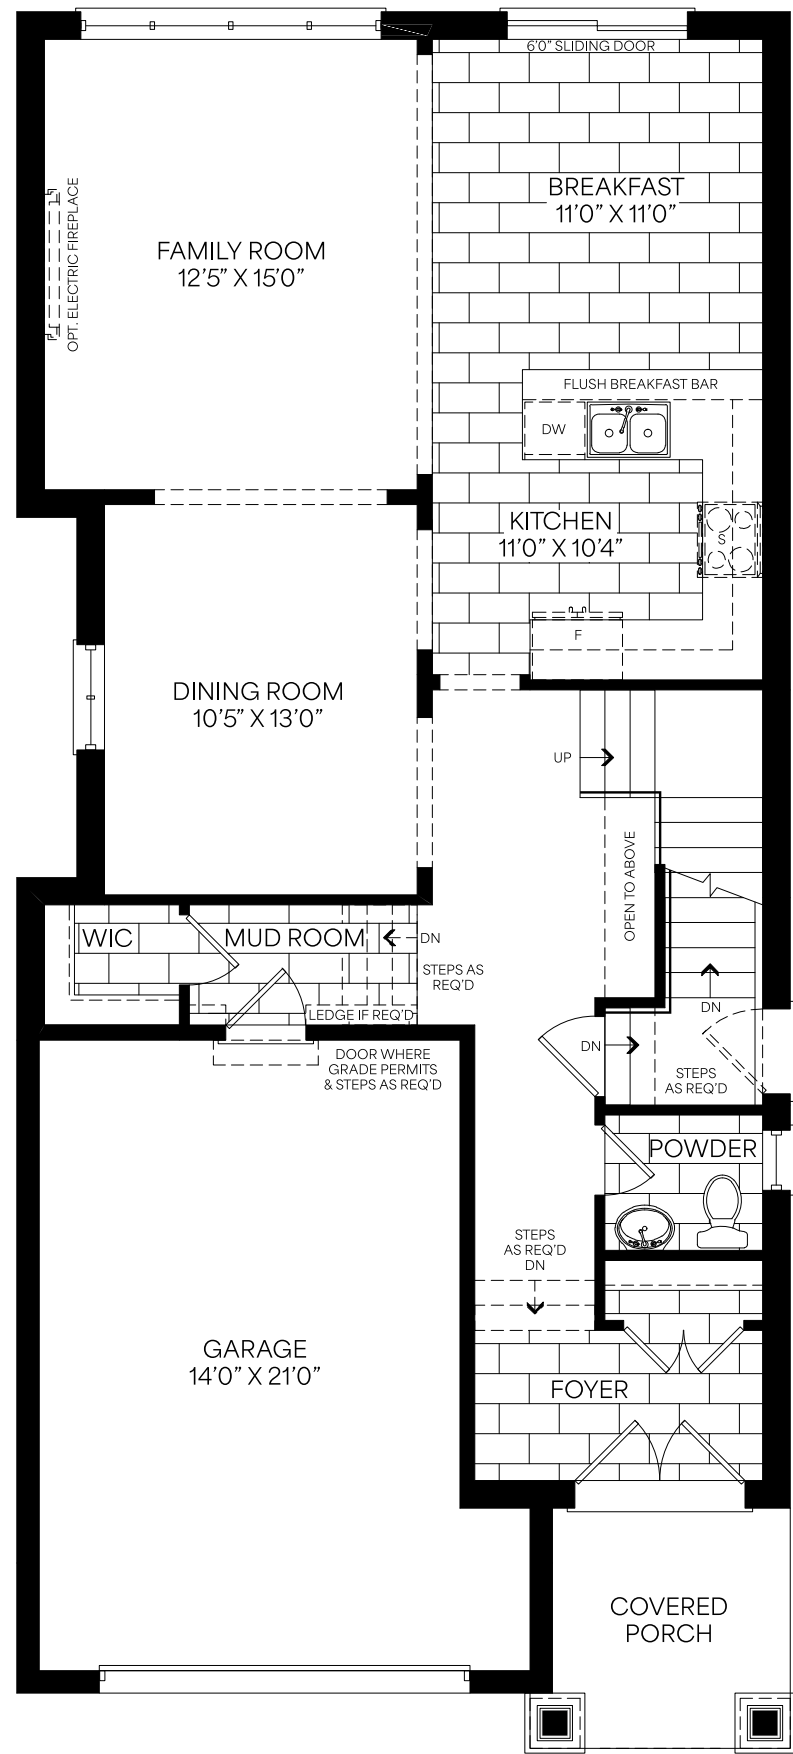 6'0" SLIDING DOOR
BREAKFAST
11'0" X 11'0"
FAMILY ROOM
12'5" X 15'0"
OPT. ELECTRIC FIREPLACE
FLUSH BREAKFAST BAR
DW
KITCHEN
11'0" X 10'4"
S
F
DINING ROOM
10'5" X 13'0"
UP
OPEN TO ABOVE
WIC
MUD ROOM
DN
STEPS AS
REQ'D
LEDGE IF REQ'D
DOOR WHERE
GRADE PERMITS
& STEPS AS REQ'D
DN
DN
STEPS
AS REQ'D
POWDER
STEPS
AS REQ'D
DN
GARAGE
14'0" X 21'0"
FOYER
COVERED
PORCH